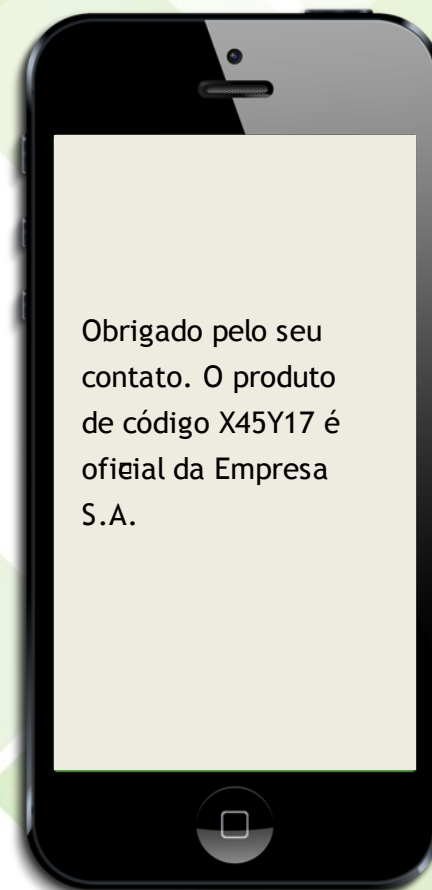 Obrigado pelo seu
contato. O produto
de código X45Y17 é
oficial da Empresa
S.A.